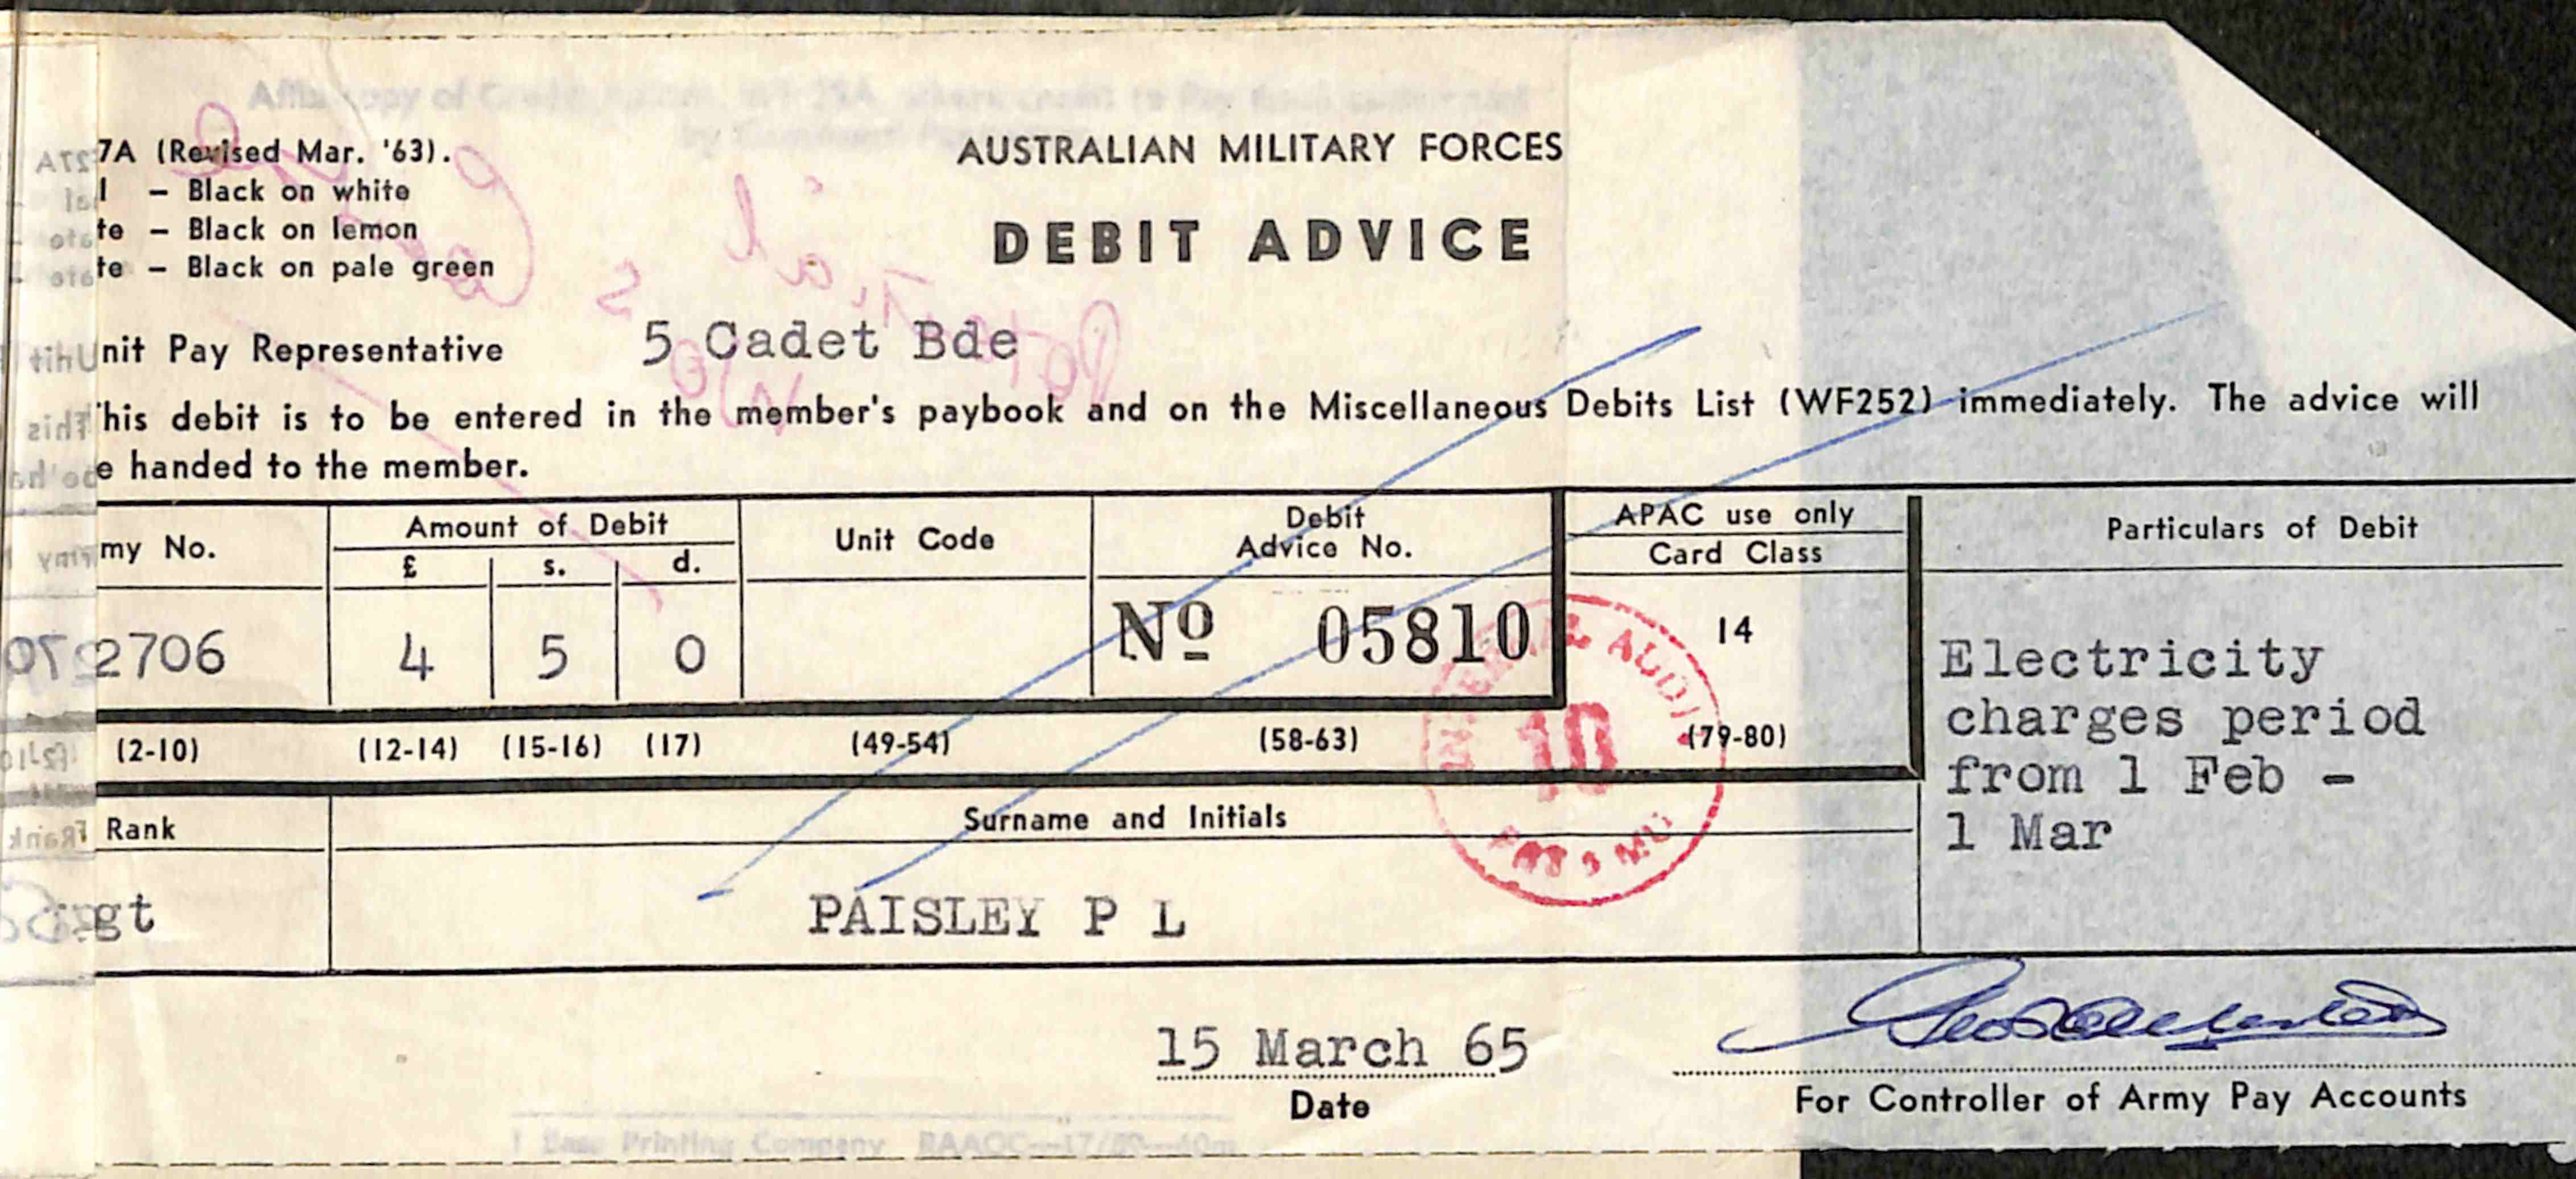 7A (Revised Mar. '63).
l – Black on white
te – Black on lemon
te – Black on pale green
AUSTRALIAN MILITARY FORCES
DEBIT ADVICE
nit Pay Representative 5 Cadet Bde
his debit is to be entered in the member's paybook and on the Miscellaneous Debits List (WF252) immediately. The advice will
e handed to the member.
my No. Amount of Debit Unit Code Debit Advice No. APAC use only Particulars of Debit
£ s. d. Card Class
2706 4 5 0 Nº 05810 14
Electricity
charges period
from 1 Feb -
1 Mar
(2-10) (12-14) (15-16) (17) (49-54) (58-63) (79-80)
10
Rank Surname and Initials
gt PAISLEY P L
15 March 65
Date
For Controller of Army Pay Accounts